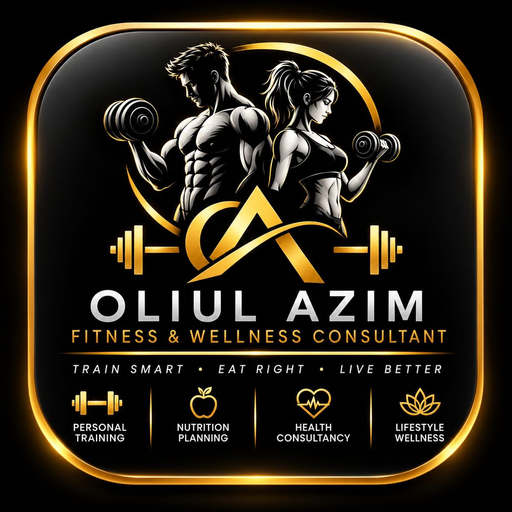 OLIUL AZIM
FITNESS & WELLNESS CONSULTANT
TRAIN SMART • EAT RIGHT • LIVE BETTER
PERSONAL
TRAINING
NUTRITION
PLANNING
HEALTH
CONSULTANCY
LIFESTYLE
WELLNESS